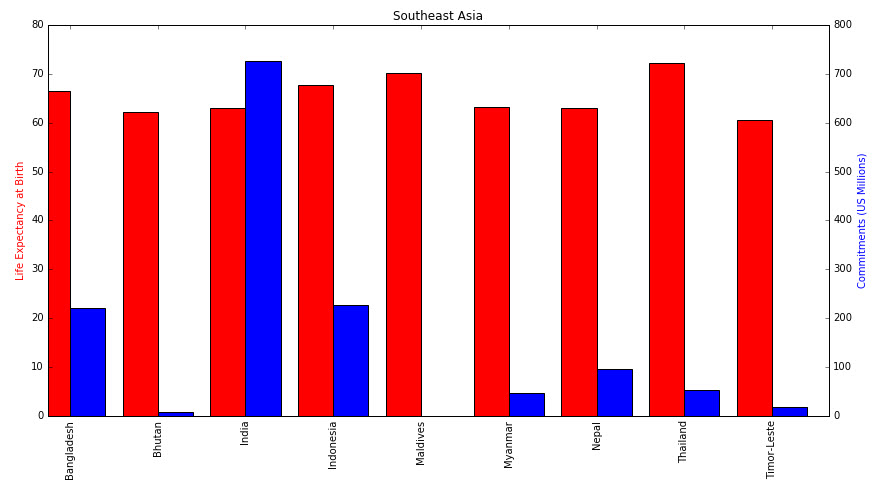 Southeast Asia
80
70
60
50
40
30
20
10
0
Life Expectancy at Birth
800
700
600
500
400
300
200
100
0
Commitments (US Millions)
Bangladesh
Bhutan
India
Indonesia
Maldives
Myanmar
Nepal
Thailand
Timor-Leste